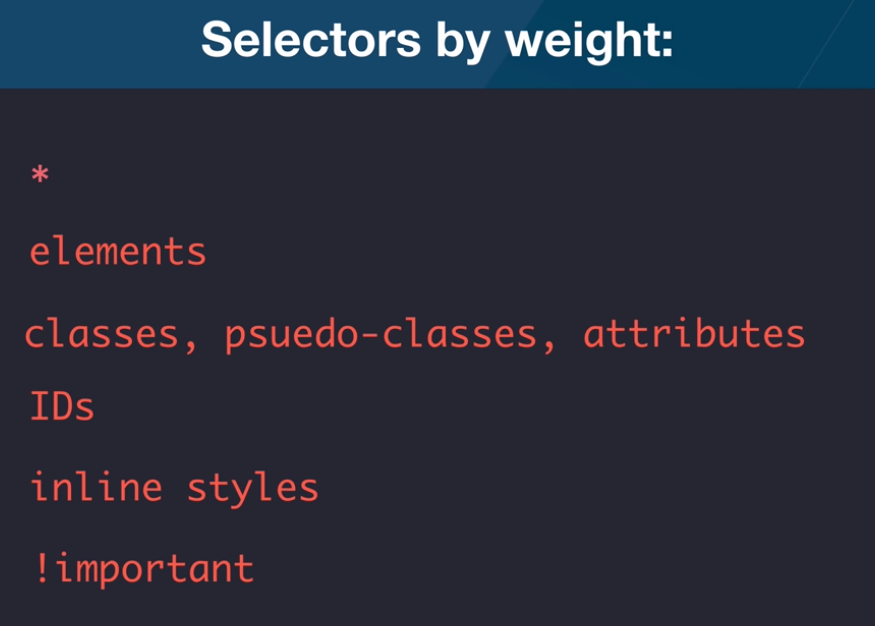 Selectors by weight:
*
elements
classes, psuedo-classes, attributes
IDs
inline styles
!important